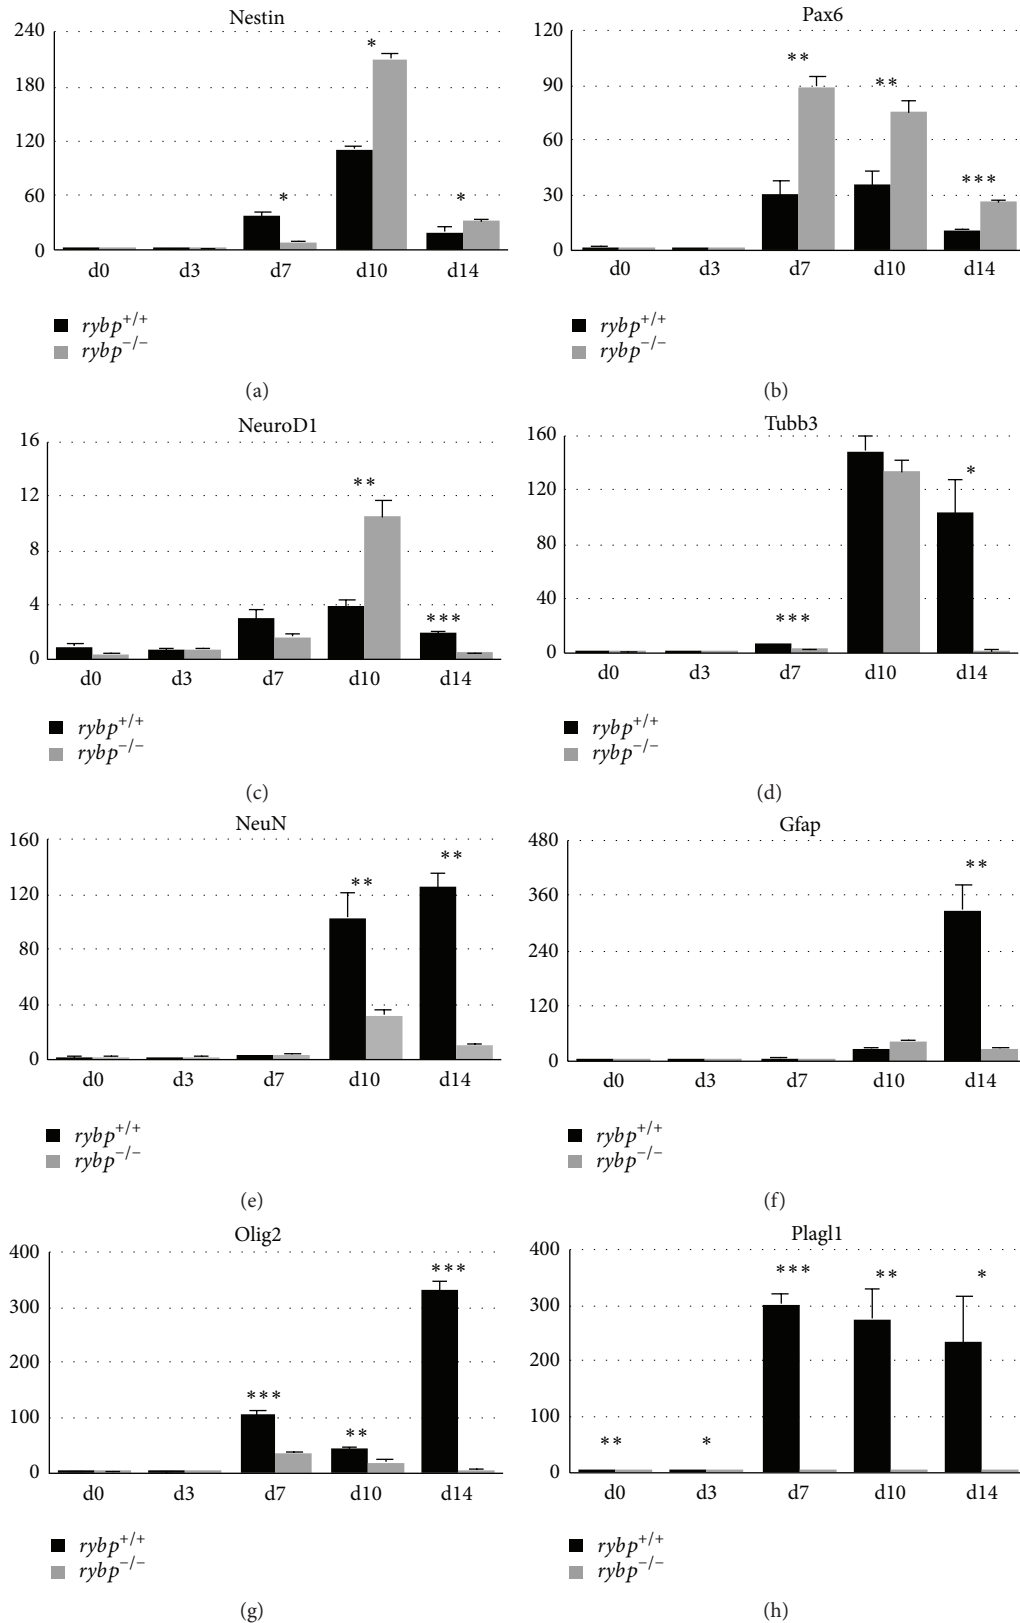 Nestin
240
180
120
60
0
*
*
*
d0 d3 d7 d10 d14
rybp+/+
rybp−/−
(a)
Pax6
120
90
60
30
0
**
**
***
d0 d3 d7 d10 d14
rybp+/+
rybp−/−
(b)
NeuroD1
16
12
8
4
0
**
***
d0 d3 d7 d10 d14
rybp+/+
rybp−/−
(c)
Tubb3
160
120
80
40
0
*
***
d0 d3 d7 d10 d14
rybp+/+
rybp−/−
(d)
NeuN
160
120
80
40
0
**
**
d0 d3 d7 d10 d14
rybp+/+
rybp−/−
(e)
Gfap
480
360
240
120
0
**
d0 d3 d7 d10 d14
rybp+/+
rybp−/−
(f)
Olig2
400
300
200
100
0
***
***
**
d0 d3 d7 d10 d14
rybp+/+
rybp−/−
(g)
Plagl1
400
300
200
100
0
*** ** *
** *
d0 d3 d7 d10 d14
rybp+/+
rybp−/−
(h)